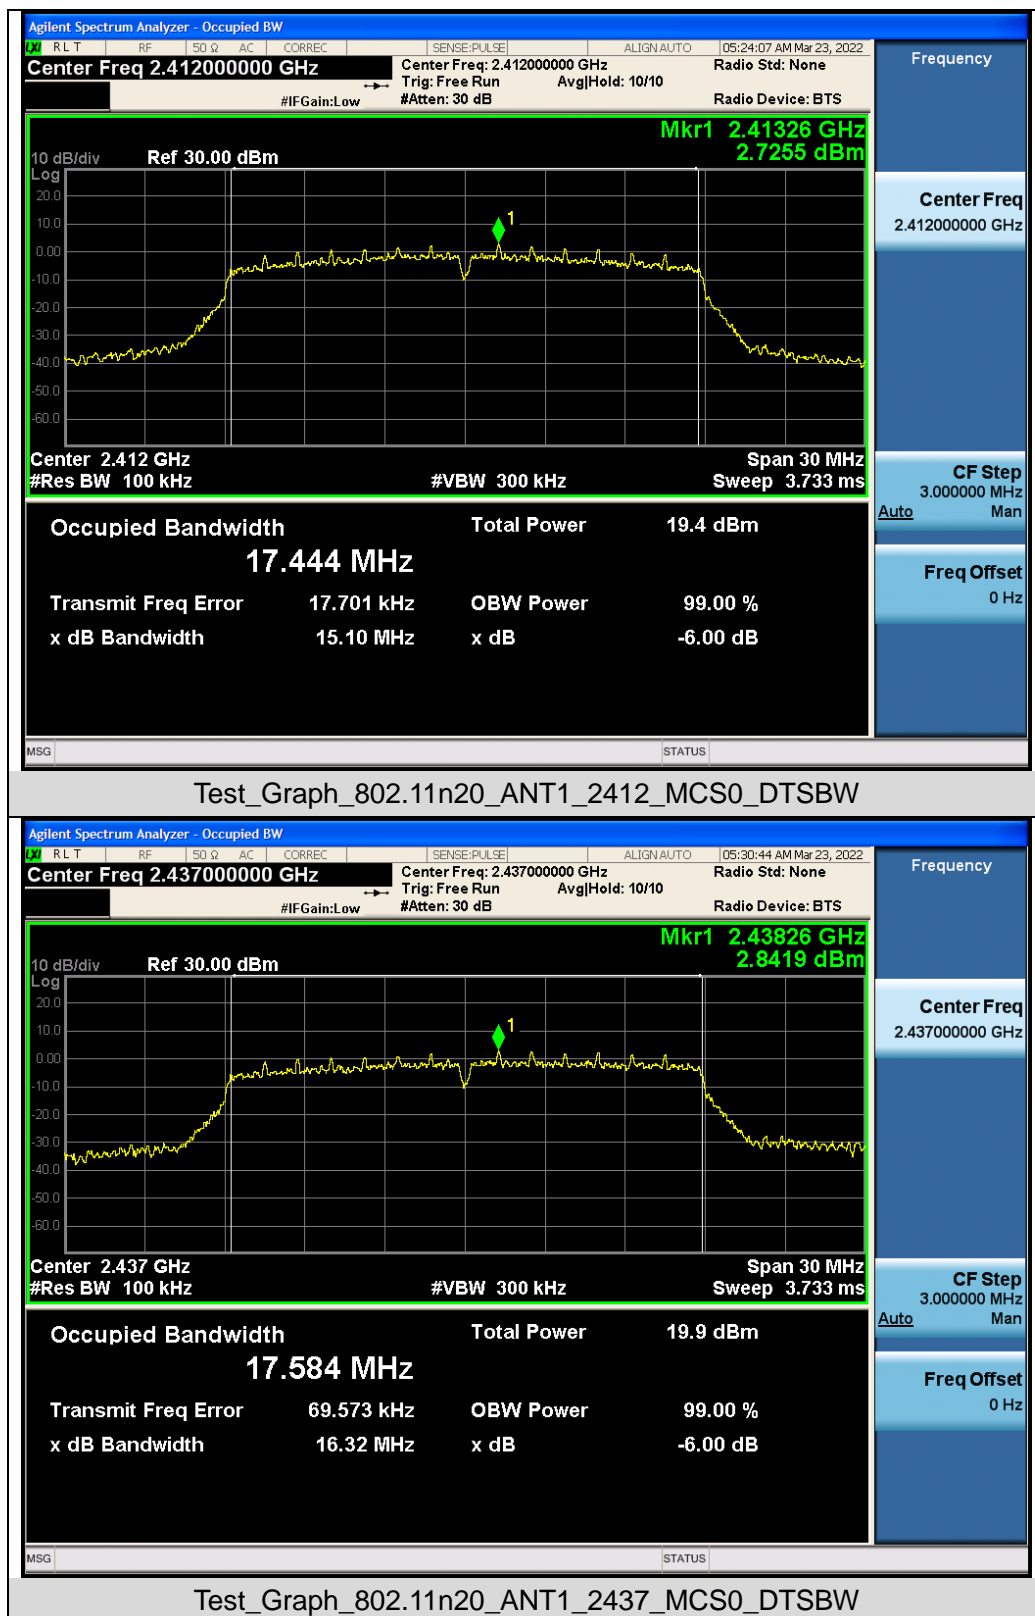 Agilent Spectrum Analyzer - Occupied BW
LXI RLT RF 50 Ω AC CORREC SENSE:PULSE ALIGN AUTO 05:24:07 AM Mar 23, 2022
Center Freq 2.412000000 GHz
Center Freq: 2.412000000 GHz
Radio Std: None
Trig: Free Run Avg|Hold: 10/10
#IFGain:Low #Atten: 30 dB Radio Device: BTS
Frequency
Mkr1 2.41326 GHz
2.7255 dBm
10 dB/div Ref 30.00 dBm
Log
20.0
10.0
0.00
-10.0
-20.0
-30.0
-40.0
-50.0
-60.0
1
Center 2.412 GHz Span 30 MHz
#Res BW 100 kHz #VBW 300 kHz Sweep 3.733 ms
Center Freq
2.412000000 GHz
CF Step
3.000000 MHz
Auto Man
Freq Offset
0 Hz
Occupied Bandwidth Total Power 19.4 dBm
17.444 MHz
Transmit Freq Error 17.701 kHz OBW Power 99.00 %
x dB Bandwidth 15.10 MHz x dB -6.00 dB
MSG STATUS
Test_Graph_802.11n20_ANT1_2412_MCS0_DTSBW
Agilent Spectrum Analyzer - Occupied BW
LXI RLT RF 50 Ω AC CORREC SENSE:PULSE ALIGN AUTO 05:30:44 AM Mar 23, 2022
Center Freq 2.437000000 GHz
Center Freq: 2.437000000 GHz
Radio Std: None
Trig: Free Run Avg|Hold: 10/10
#IFGain:Low #Atten: 30 dB Radio Device: BTS
Frequency
Mkr1 2.43826 GHz
2.8419 dBm
10 dB/div Ref 30.00 dBm
Log
20.0
10.0
0.00
-10.0
-20.0
-30.0
-40.0
-50.0
-60.0
1
Center 2.437 GHz Span 30 MHz
#Res BW 100 kHz #VBW 300 kHz Sweep 3.733 ms
Center Freq
2.437000000 GHz
CF Step
3.000000 MHz
Auto Man
Freq Offset
0 Hz
Occupied Bandwidth Total Power 19.9 dBm
17.584 MHz
Transmit Freq Error 69.573 kHz OBW Power 99.00 %
x dB Bandwidth 16.32 MHz x dB -6.00 dB
MSG STATUS
Test_Graph_802.11n20_ANT1_2437_MCS0_DTSBW